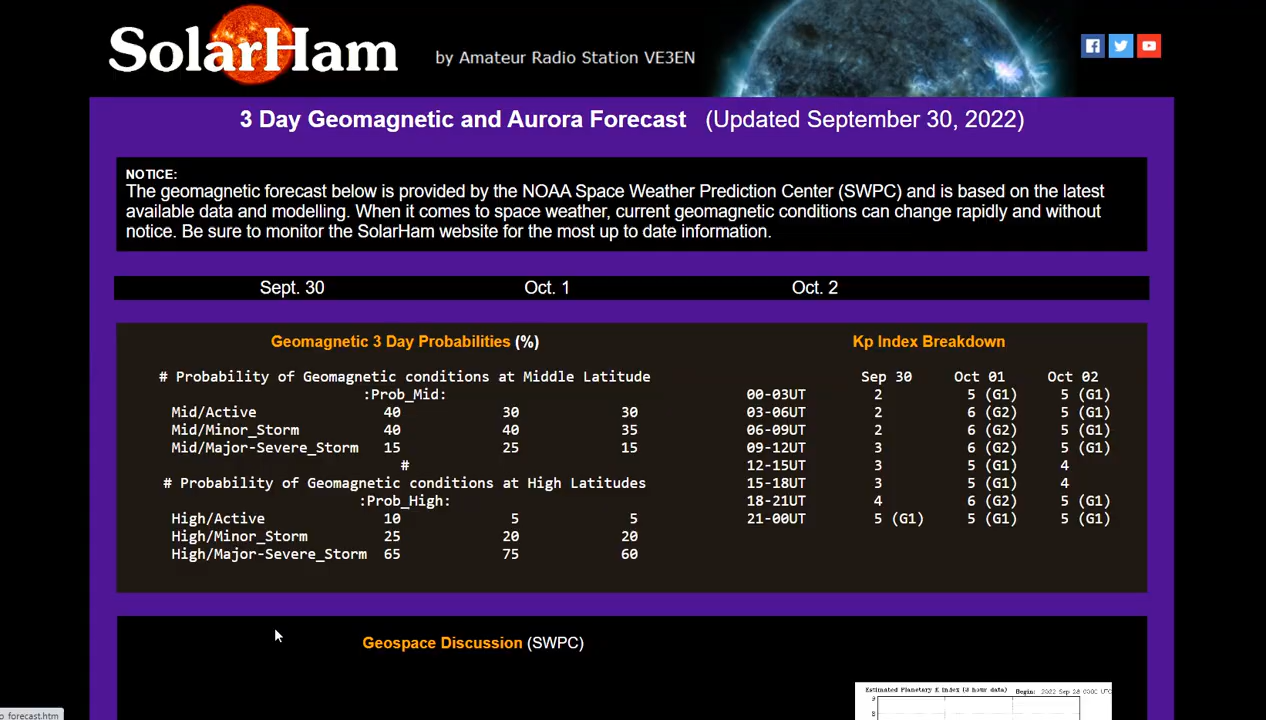 SolarHam
by Amateur Radio Station VE3EN
3 Day Geomagnetic and Aurora Forecast (Updated September 30, 2022)
NOTICE:
The geomagnetic forecast below is provided by the NOAA Space Weather Prediction Center (SWPC) and is based on the latest
available data and modelling. When it comes to space weather, current geomagnetic conditions can change rapidly and without
notice. Be sure to monitor the SolarHam website for the most up to date information.
Sept. 30 Oct. 1 Oct. 2
Geomagnetic 3 Day Probabilities (%)
# Probability of Geomagnetic conditions at Middle Latitude
:Prob_Mid:
Mid/Active 40 30 30
Mid/Minor_Storm 40 40 35
Mid/Major-Severe_Storm 15 25 15
#
# Probability of Geomagnetic conditions at High Latitudes
:Prob_High:
High/Active 10 5 5
High/Minor_Storm 25 20 20
High/Major-Severe_Storm 65 75 60
Kp Index Breakdown
Sep 30 Oct 01 Oct 02
00-03UT 2 5 (G1) 5 (G1)
03-06UT 2 6 (G2) 5 (G1)
06-09UT 2 6 (G2) 5 (G1)
09-12UT 3 6 (G2) 5 (G1)
12-15UT 3 5 (G1) 4
15-18UT 3 5 (G1) 4
18-21UT 4 6 (G2) 5 (G1)
21-00UT 5 (G1) 5 (G1) 5 (G1)
Geospace Discussion (SWPC)
Estimated Planetary K index (3 hour data) Begin: 2022 Sep 28 0000 UTC
9
8
p_forecast.htm